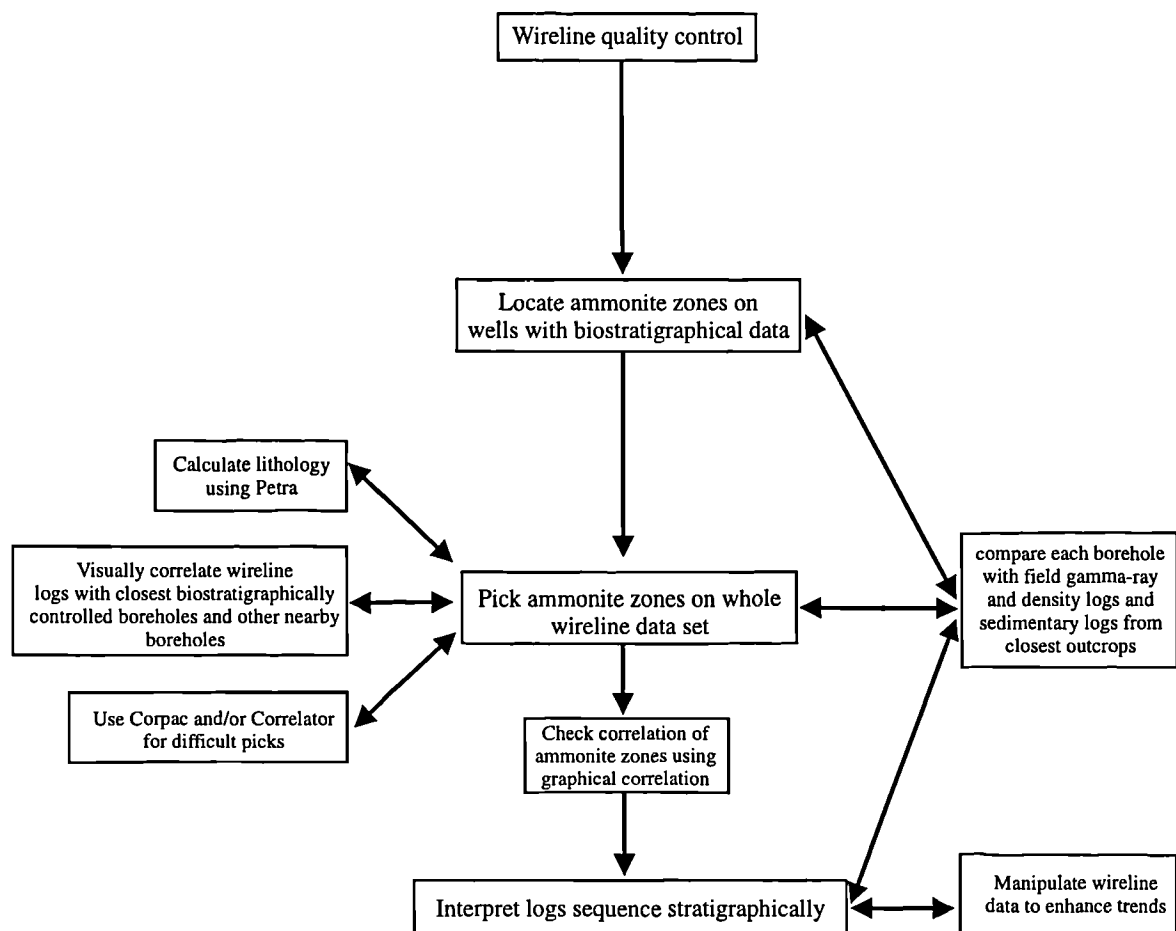 Wireline quality control
Locate ammonite zones on
wells with biostratigraphical data
Calculate lithology
using Petra
Visually correlate wireline
logs with closest biostratigraphically
controlled boreholes and other nearby
boreholes
Pick ammonite zones on whole
wireline data set
compare each borehole
with field gamma-ray
and density logs and
sedimentary logs from
closest outcrops
Use Corpac and/or Correlator
for difficult picks
Check correlation of
ammonite zones using
graphical correlation
Interpret logs sequence stratigraphically
Manipulate wireline
data to enhance trends